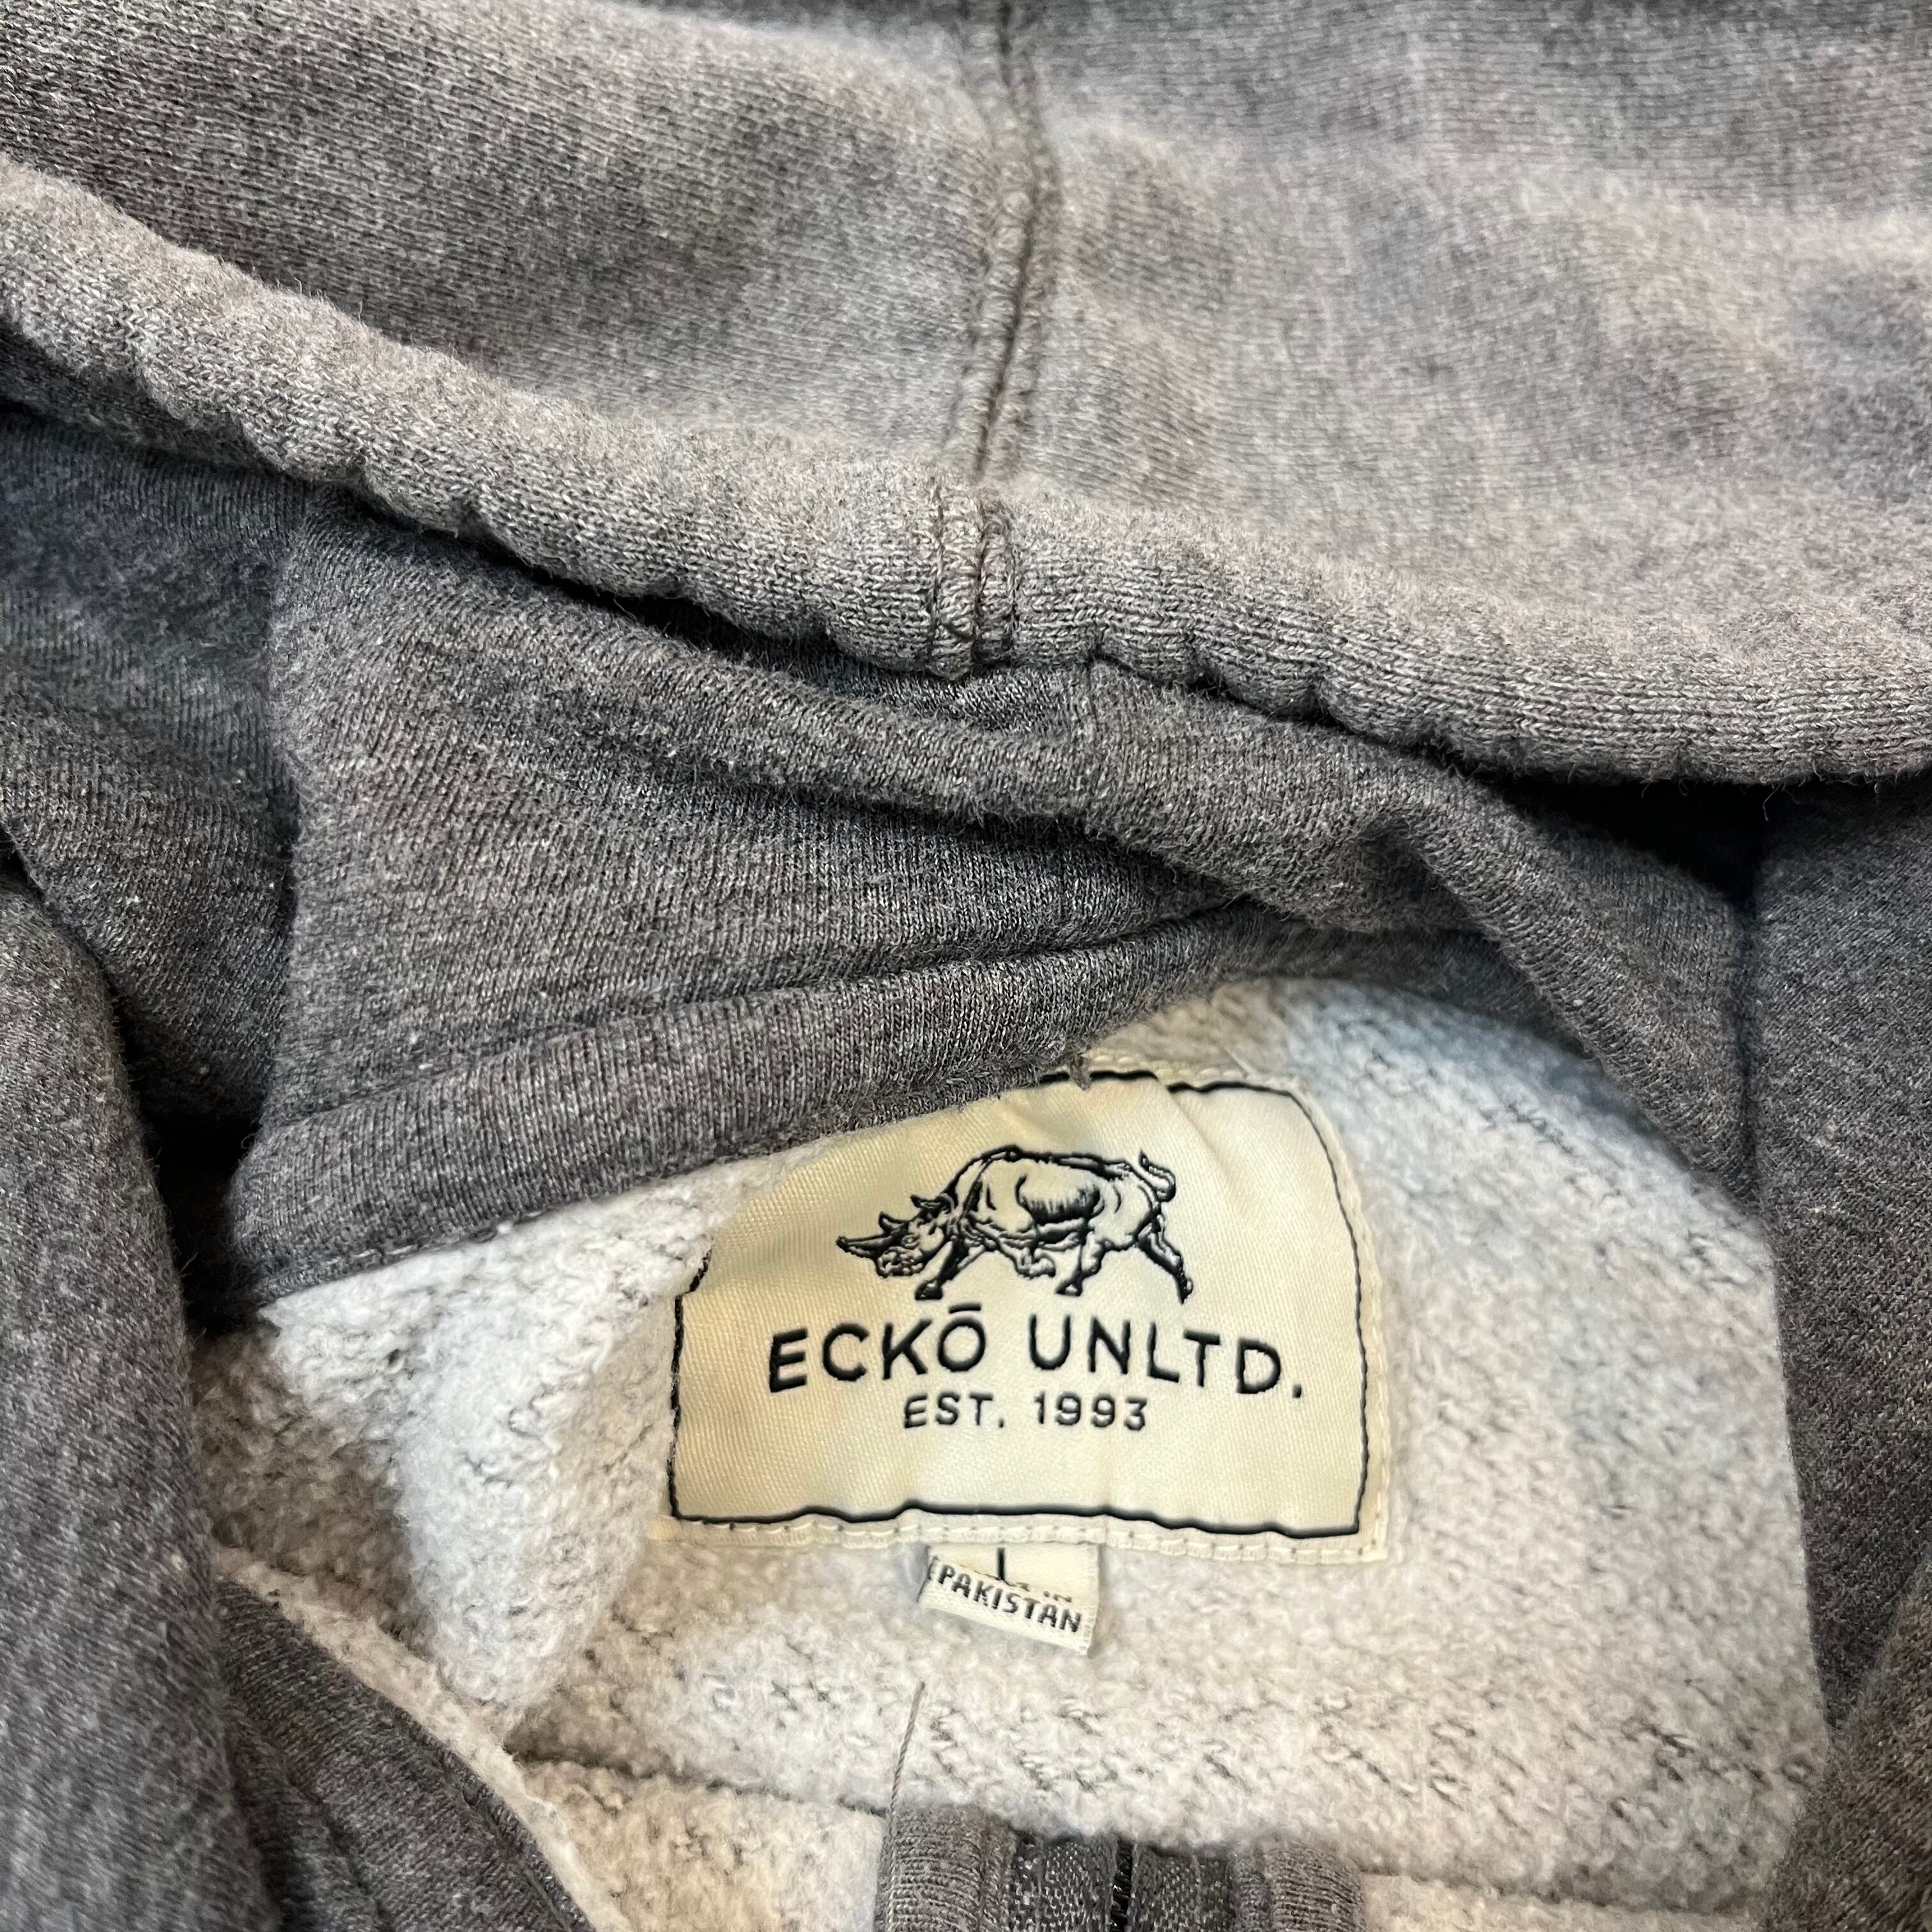 ECKŌ UNLTD.
EST. 1993
L
PAKISTAN